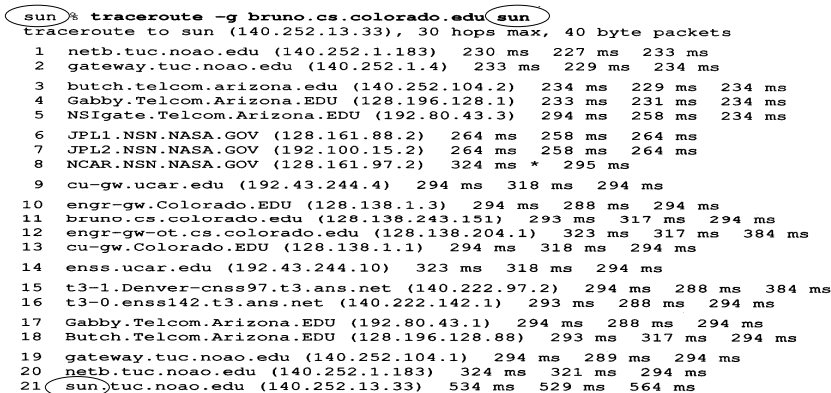 sun % traceroute -g bruno.cs.colorado.edu sun
traceroute to sun (140.252.13.33), 30 hops max, 40 byte packets
1 netb.tuc.noao.edu (140.252.1.183) 230 ms 227 ms 233 ms
2 gateway.tuc.noao.edu (140.252.1.4) 233 ms 229 ms 234 ms
3 butch.telcom.arizona.edu (140.252.104.2) 234 ms 229 ms 234 ms
4 Gabby.Telcom.Arizona.EDU (128.196.128.1) 233 ms 231 ms 234 ms
5 NSIgate.Telcom.Arizona.EDU (192.80.43.3) 294 ms 258 ms 234 ms
6 JPL1.NSN.NASA.GOV (128.161.88.2) 264 ms 258 ms 264 ms
7 JPL2.NSN.NASA.GOV (192.100.15.2) 264 ms 258 ms 264 ms
8 NCAR.NSN.NASA.GOV (128.161.97.2) 324 ms * 295 ms
9 cu-gw.ucar.edu (192.43.244.4) 294 ms 318 ms 294 ms
10 engr-gw.Colorado.EDU (128.138.1.3) 294 ms 288 ms 294 ms
11 bruno.cs.colorado.edu (128.138.243.151) 293 ms 317 ms 294 ms
12 engr-gw-ot.cs.colorado.edu (128.138.204.1) 323 ms 317 ms 384 ms
13 cu-gw.Colorado.EDU (128.138.1.1) 294 ms 318 ms 294 ms
14 enss.ucar.edu (192.43.244.10) 323 ms 318 ms 294 ms
15 t3-1.Denver-cnss97.t3.ans.net (140.222.97.2) 294 ms 288 ms 384 ms
16 t3-0.enss142.t3.ans.net (140.222.142.1) 293 ms 288 ms 294 ms
17 Gabby.Telcom.Arizona.EDU (192.80.43.1) 294 ms 288 ms 294 ms
18 Butch.Telcom.Arizona.EDU (128.196.128.88) 293 ms 317 ms 294 ms
19 gateway.tuc.noao.edu (140.252.104.1) 294 ms 289 ms 294 ms
20 netb.tuc.noao.edu (140.252.1.183) 324 ms 321 ms 294 ms
21 sun.tuc.noao.edu (140.252.13.33) 534 ms 529 ms 564 ms